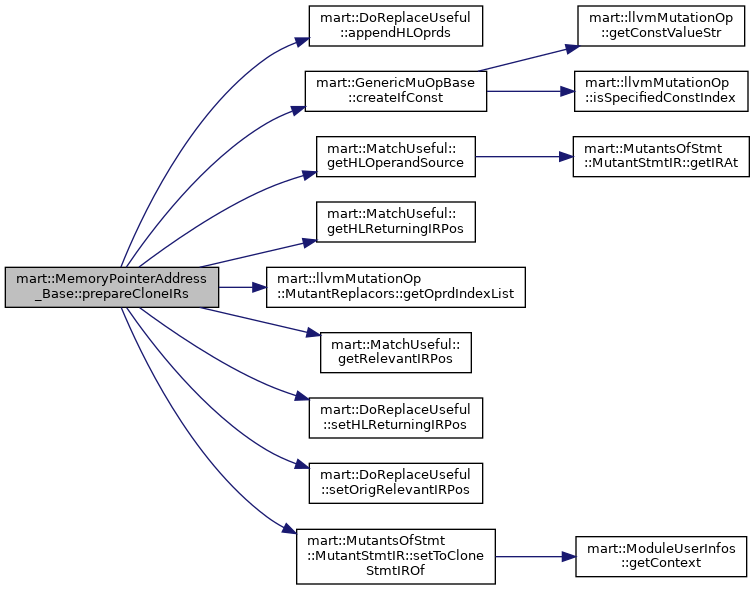 mart::DoReplaceUseful
::appendHLOprds
mart::llvmMutationOp
::getConstValueStr
mart::GenericMuOpBase
::createIfConst
mart::llvmMutationOp
::isSpecifiedConstIndex
mart::MatchUseful::
getHLOperandSource
mart::MutantsOfStmt
::MutantStmtIR::getIRAt
mart::MatchUseful::
getHLReturningIRPos
mart::MemoryPointerAddress
_Base::prepareCloneIRs
mart::llvmMutationOp
::MutantReplacors::getOprdIndexList
mart::MatchUseful::
getRelevantIRPos
mart::DoReplaceUseful
::setHLReturningIRPos
mart::DoReplaceUseful
::setOrigRelevantIRPos
mart::MutantsOfStmt
::MutantStmtIR::setToClone
StmtIROf
mart::ModuleUserInfos
::getContext